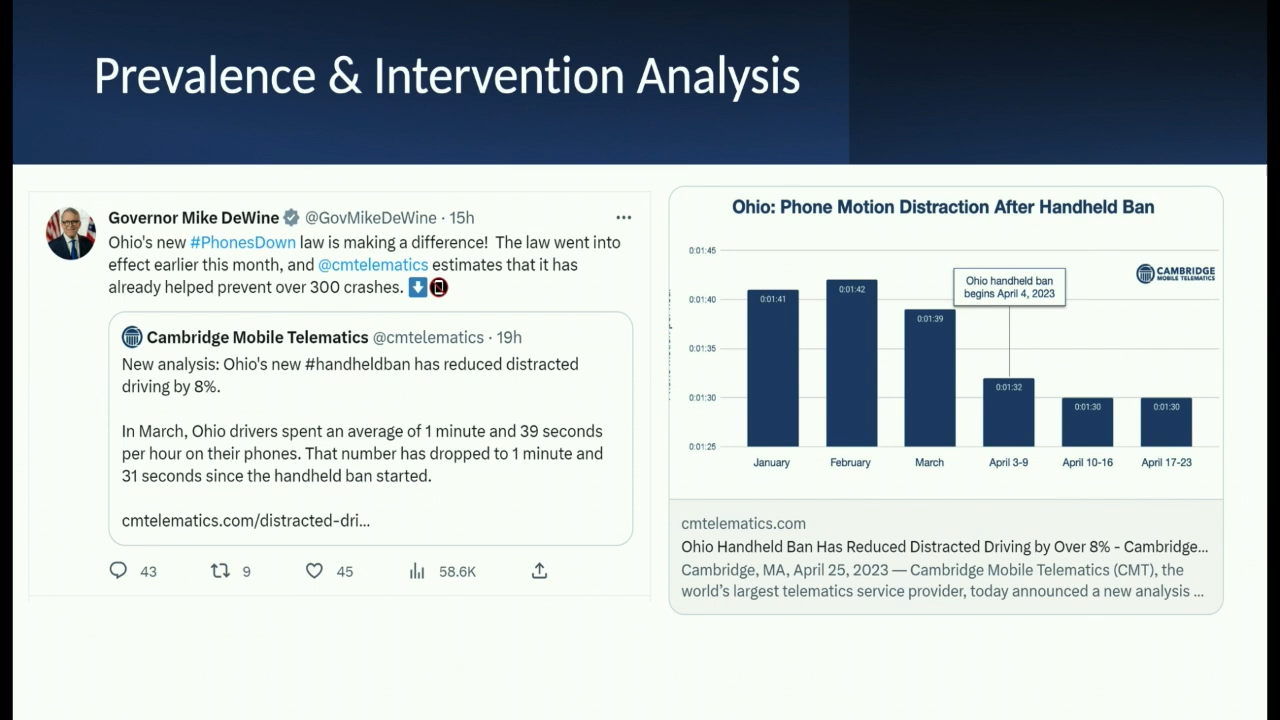 Prevalence & Intervention Analysis
Governor Mike DeWine @GovMikeDeWine · 15h
Ohio's new #PhonesDown law is making a difference! The law went into
effect earlier this month, and @cmtelematics estimates that it has
already helped prevent over 300 crashes.
Cambridge Mobile Telematics @cmtelematics · 19h
New analysis: Ohio's new #handheldban has reduced distracted
driving by 8%.
In March, Ohio drivers spent an average of 1 minute and 39 seconds
per hour on their phones. That number has dropped to 1 minute and
31 seconds since the handheld ban started.
cmtelematics.com/distracted-dri...
43 9 45 58.6K
Ohio: Phone Motion Distraction After Handheld Ban
0:01:45
0:01:40
0:01:35
0:01:30
0:01:25
CAMBRIDGE
MOBILE TELEMATICS
Ohio handheld ban
begins April 4, 2023
0:01:41
0:01:42
0:01:39
0:01:32
0:01:30
0:01:30
January February March April 3-9 April 10-16 April 17-23
cmtelematics.com
Ohio Handheld Ban Has Reduced Distracted Driving by Over 8% - Cambridge...
Cambridge, MA, April 25, 2023 — Cambridge Mobile Telematics (CMT), the
world's largest telematics service provider, today announced a new analysis ...